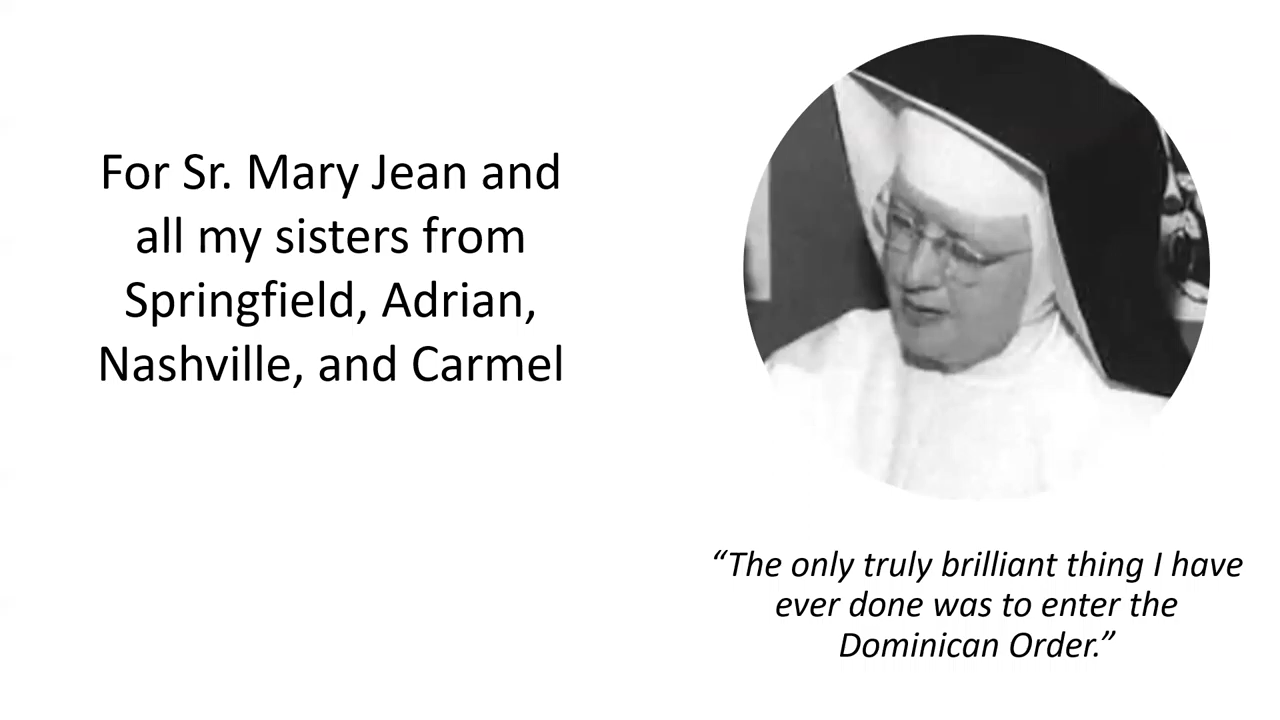 For Sr. Mary Jean and
all my sisters from
Springfield, Adrian,
Nashville, and Carmel
“The only truly brilliant thing I have
ever done was to enter the
Dominican Order.”